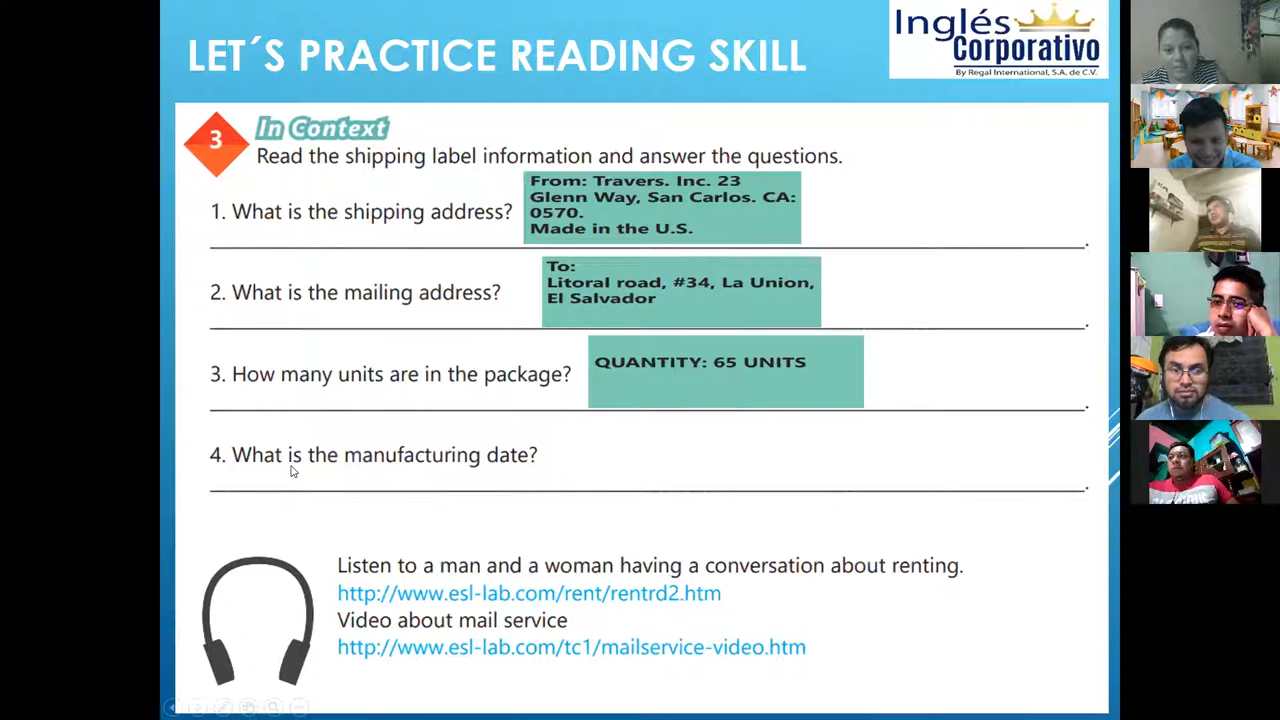 LET´S PRACTICE READING SKILL
Inglés
Corporativo
By Regal International, S.A. de C.V.
3
In Context
Read the shipping label information and answer the questions.
1. What is the shipping address?
From: Travers. Inc. 23
Glenn Way, San Carlos. CA:
0570.
Made in the U.S.
2. What is the mailing address?
To:
Litoral road, #34, La Union,
El Salvador
3. How many units are in the package?
QUANTITY: 65 UNITS
4. What is the manufacturing date?
Listen to a man and a woman having a conversation about renting.
http://www.esl-lab.com/rent/rentrd2.htm
Video about mail service
http://www.esl-lab.com/tc1/mailservice-video.htm